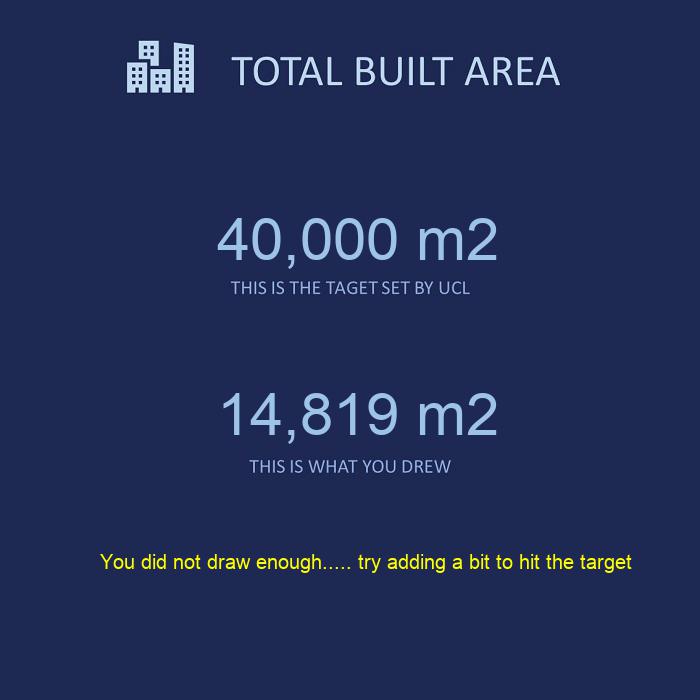 TOTAL BUILT AREA
40,000 m2
THIS IS THE TAGET SET BY UCL
14,819 m2
THIS IS WHAT YOU DREW
You did not draw enough..... try adding a bit to hit the target